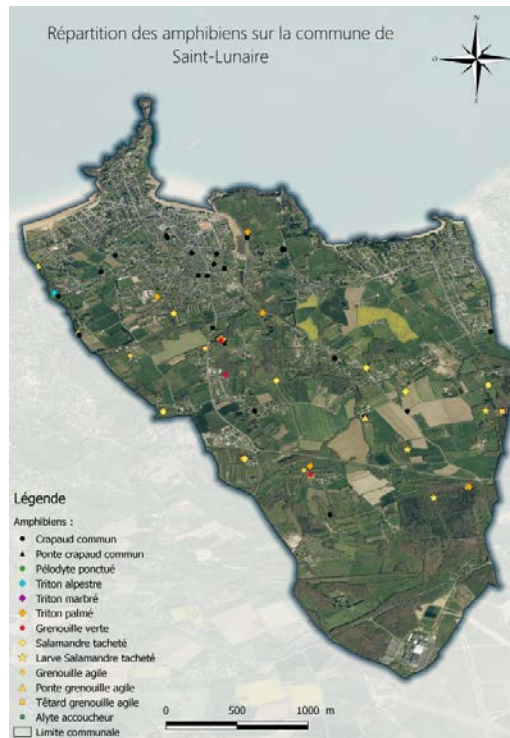 Répartition des amphibiens sur la commune de
Saint-Lunaire
N
O
E
S
Légende
Amphibiens :
Crapaud commun
Ponte crapaud commun
Pélodyte ponctué
Triton alpestre
Triton marbré
Triton palmé
Grenouille verte
Salamandre tacheté
Larve Salamandre tacheté
Grenouille agile
Ponte grenouille agile
Têtard grenouille agile
Alyte accoucheur
Limite communale
0 500 1000 m